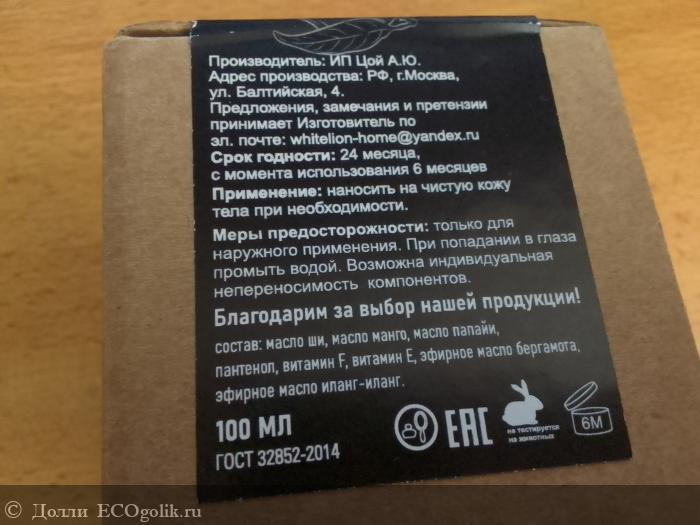 Производитель: ИП Цой А.Ю.
Адрес производства: РФ, г.Москва,
ул. Балтийская, 4.
Предложения, замечания и претензии
принимает Изготовитель по
эл. почте: whitelion-home@yandex.ru
Срок годности: 24 месяца,
с момента использования 6 месяцев
Применение: наносить на чистую кожу
тела при необходимости.
Меры предосторожности: только для
наружного применения. При попадании в глаза
промыть водой. Возможна индивидуальная
непереносимость компонентов.
Благодарим за выбор нашей продукции!
состав: масло ши, масло манго, масло папайи,
пантенол, витамин F, витамин Е, эфирное масло бергамота,
эфирное масло иланг-иланг.
100 МЛ
ГОСТ 32852-2014
ЕАС
не тестируется
на животных
6М
© Долли ECOgolik.ru